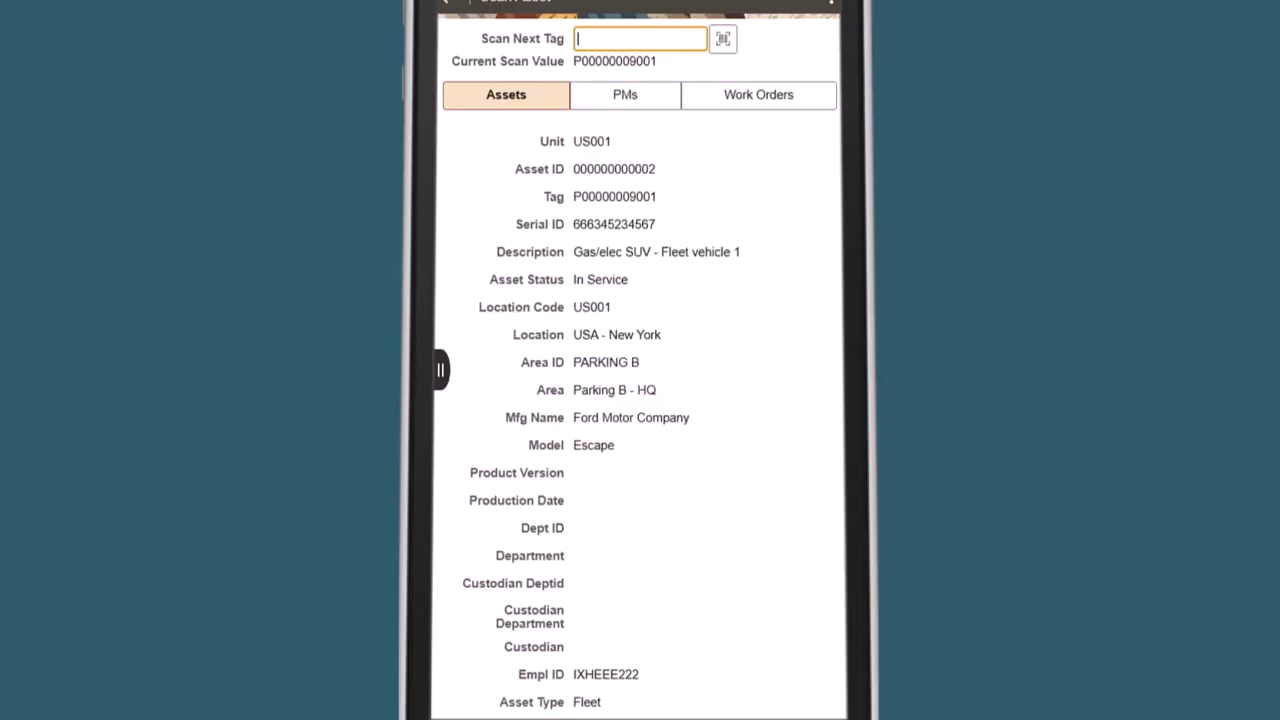 Scan Next Tag
Current Scan Value P00000009001
Assets PMs Work Orders
Unit US001
Asset ID 000000000002
Tag P00000009001
Serial ID 666345234567
Description Gas/elec SUV - Fleet vehicle 1
Asset Status In Service
Location Code US001
Location USA - New York
Area ID PARKING B
Area Parking B - HQ
Mfg Name Ford Motor Company
Model Escape
Product Version
Production Date
Dept ID
Department
Custodian Deptid
Custodian
Department
Custodian
Empl ID IXHEEE222
Asset Type Fleet